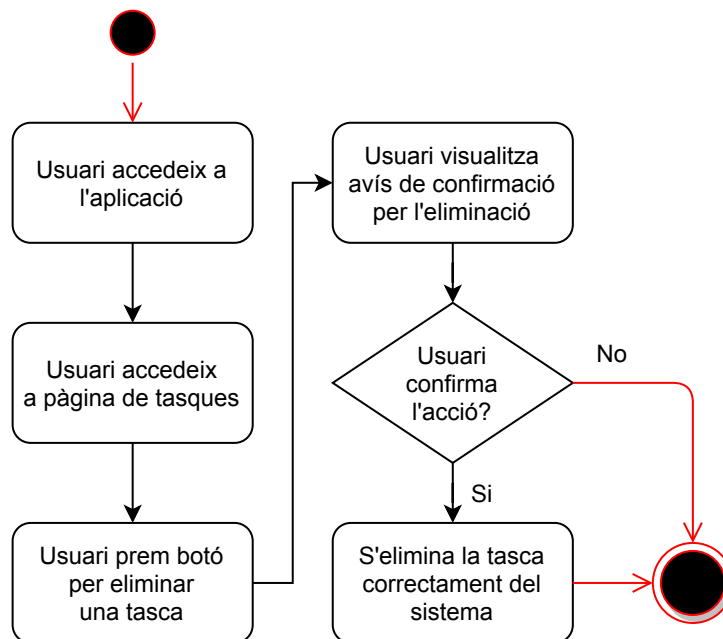 Usuari accedeix a
l'aplicació
Usuari accedeix
a pàgina de tasques
Usuari prem botó
per eliminar
una tasca
Usuari visualitza
avís de confirmació
per l'eliminació
Usuari
confirma
l'acció?
No
Si
S'elimina la tasca
correctament del
sistema